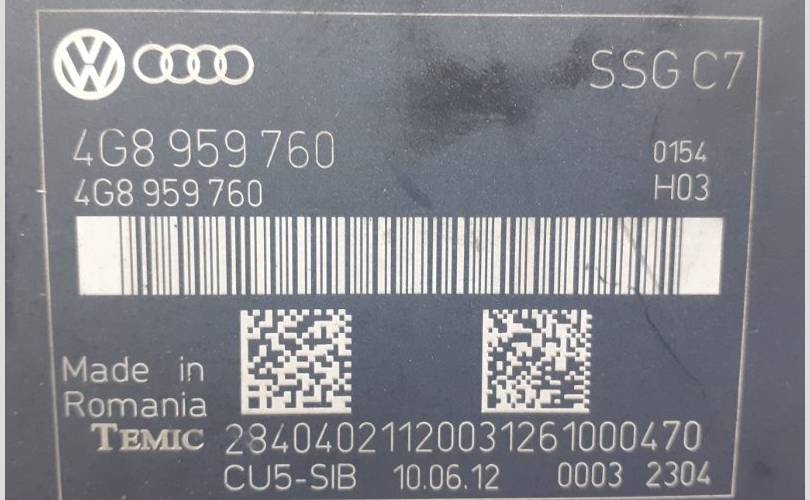 SSG C7
4G8 959 760 0154
4G8 959 760 H03
Made in
Romania
TEMIC 28404021120031261000470
CU5-SIB 10.06.12 0003 2304